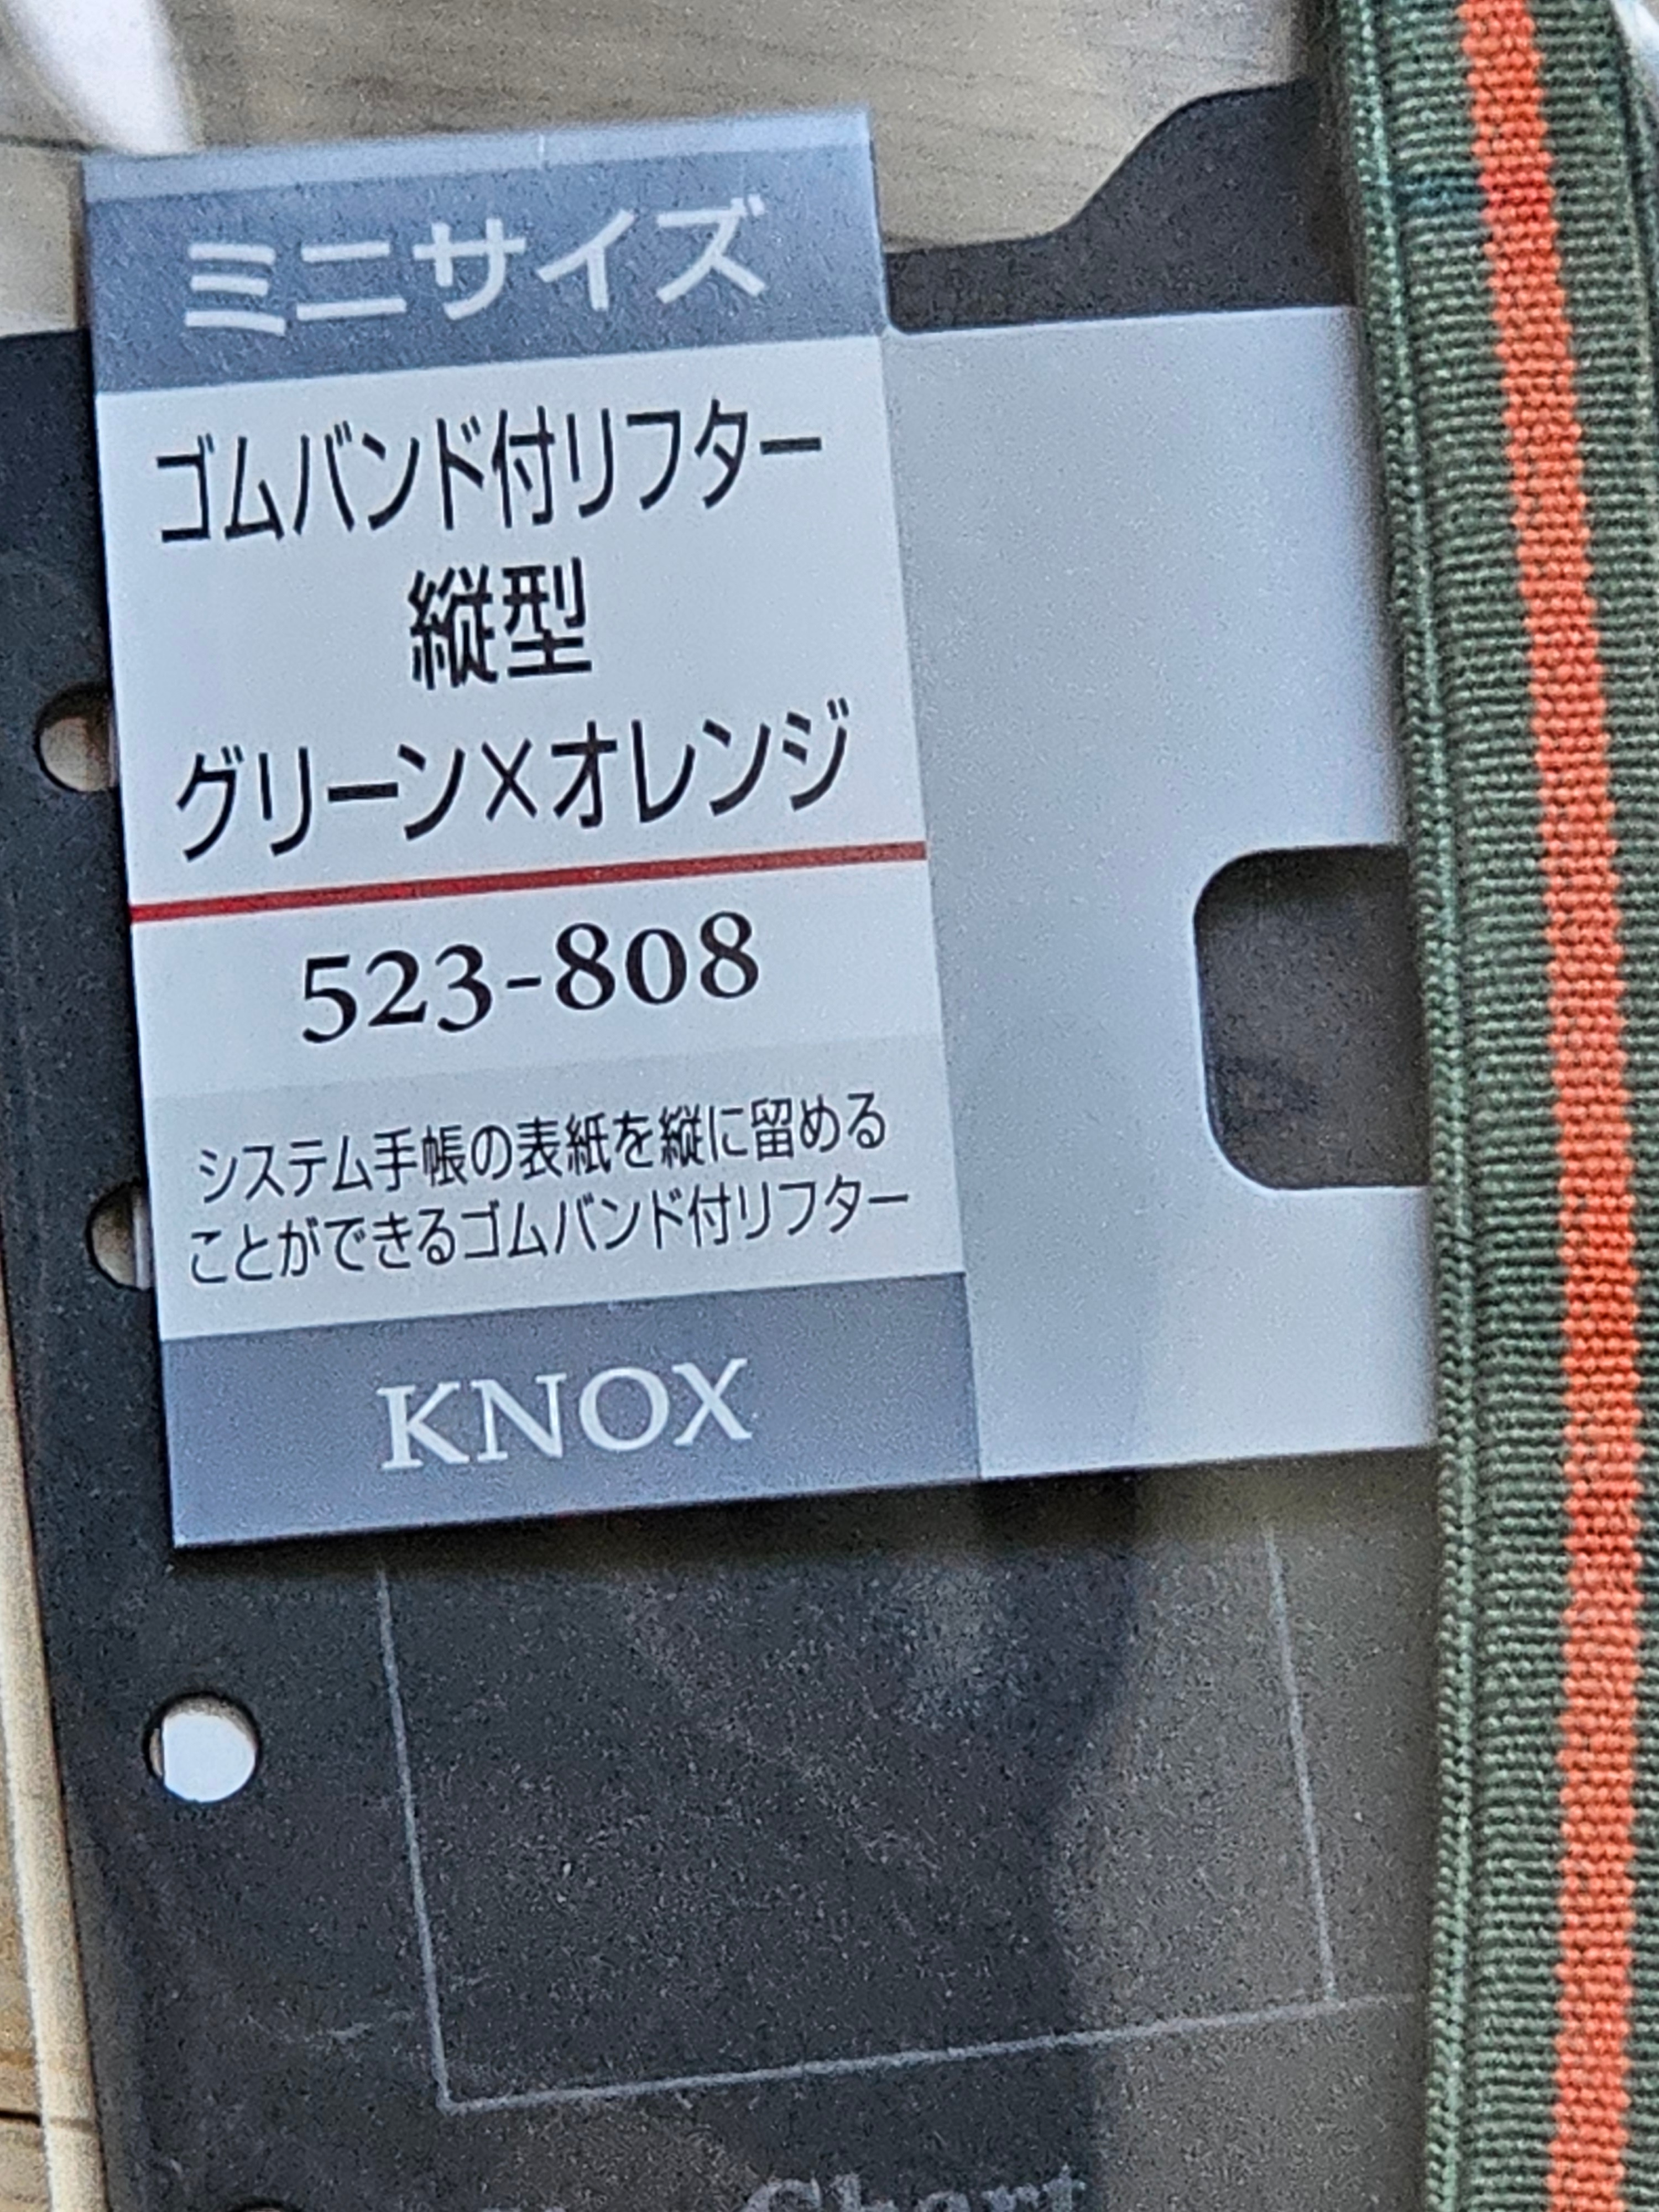 ミニサイズ
ゴムバンド付リフター
縦型
グリーン×オレンジ
523-808
システム手帳の表紙を縦に留める
ことができるゴムバンド付リフター
KNOX
Chart